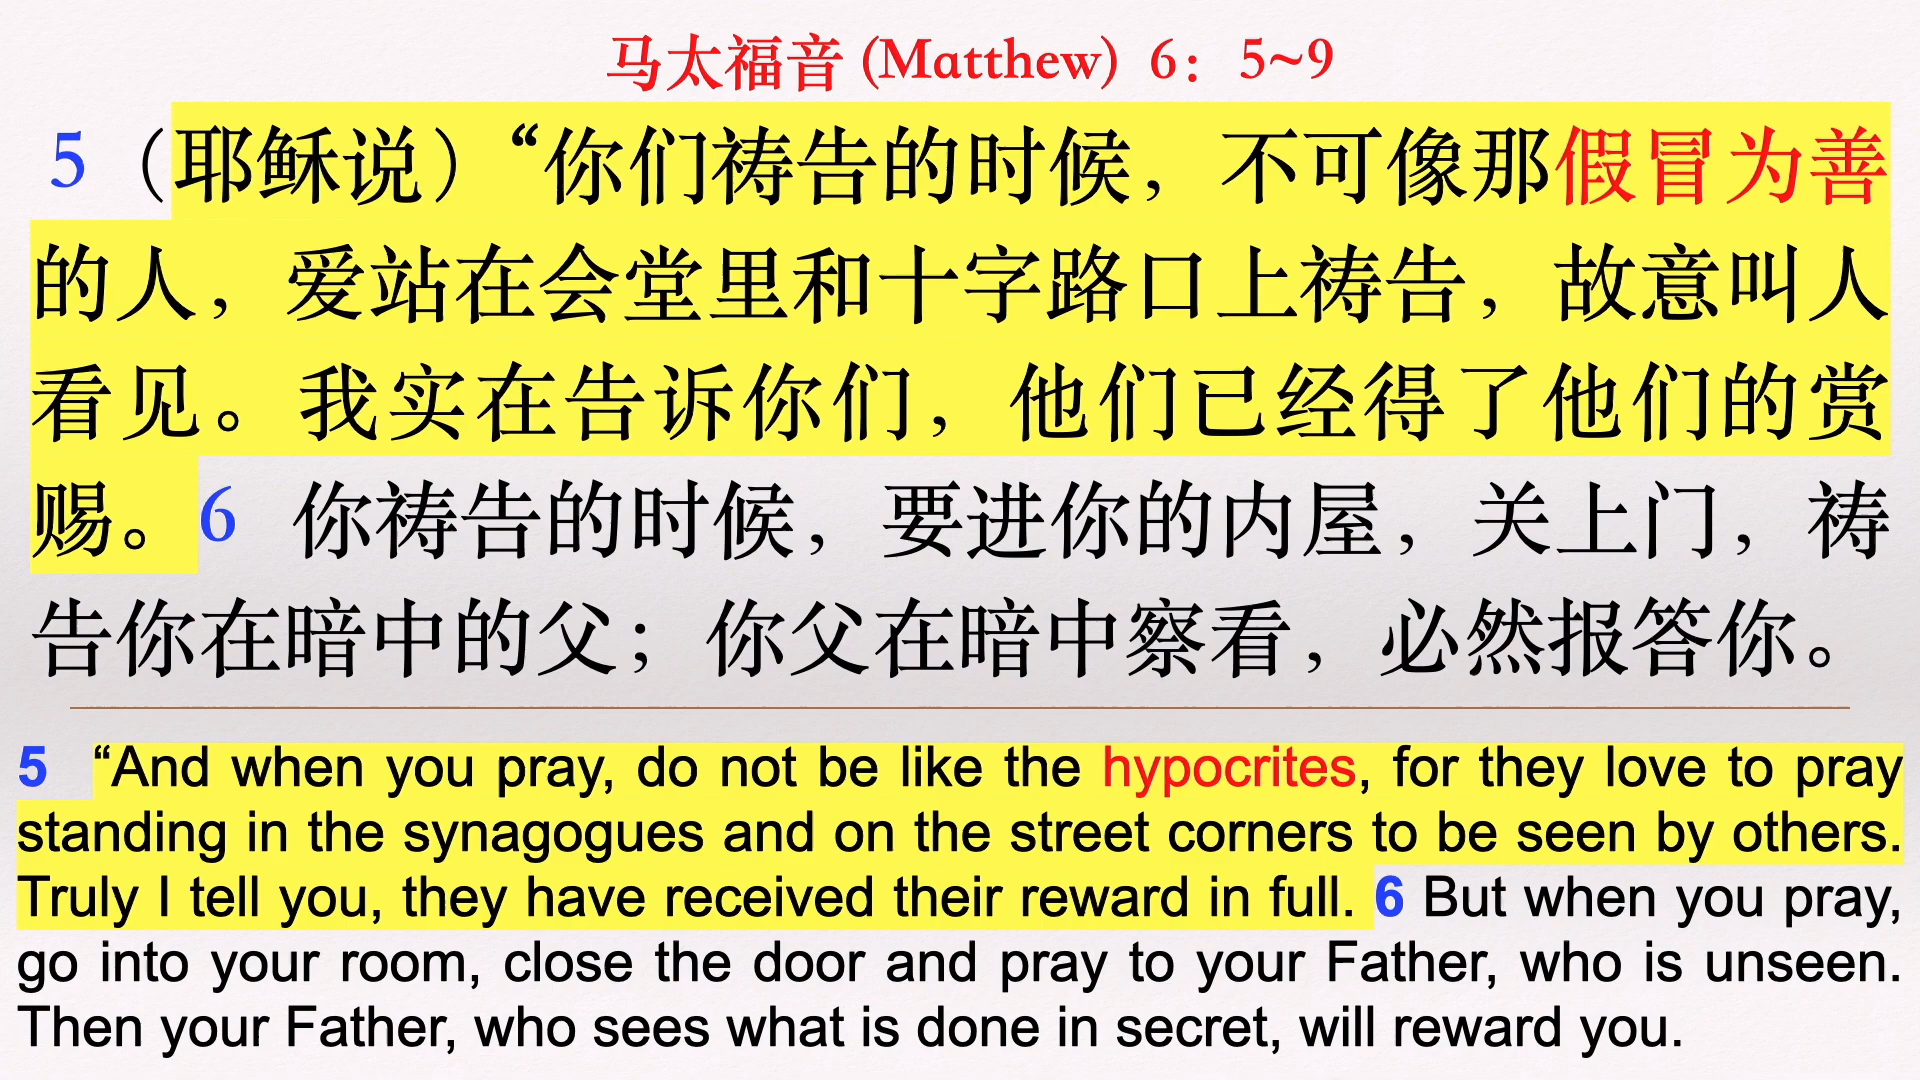 马太福音 (Matthew) 6：5~9
5 （耶稣说）“你们祷告的时候，不可像那假冒为善
的人，爱站在会堂里和十字路口上祷告，故意叫人
看见。我实在告诉你们，他们已经得了他们的赏
赐。6 你祷告的时候，要进你的内屋，关上门，祷
告你在暗中的父；你父在暗中察看，必然报答你。
5 “And when you pray, do not be like the hypocrites, for they love to pray
standing in the synagogues and on the street corners to be seen by others.
Truly I tell you, they have received their reward in full. 6 But when you pray,
go into your room, close the door and pray to your Father, who is unseen.
Then your Father, who sees what is done in secret, will reward you.